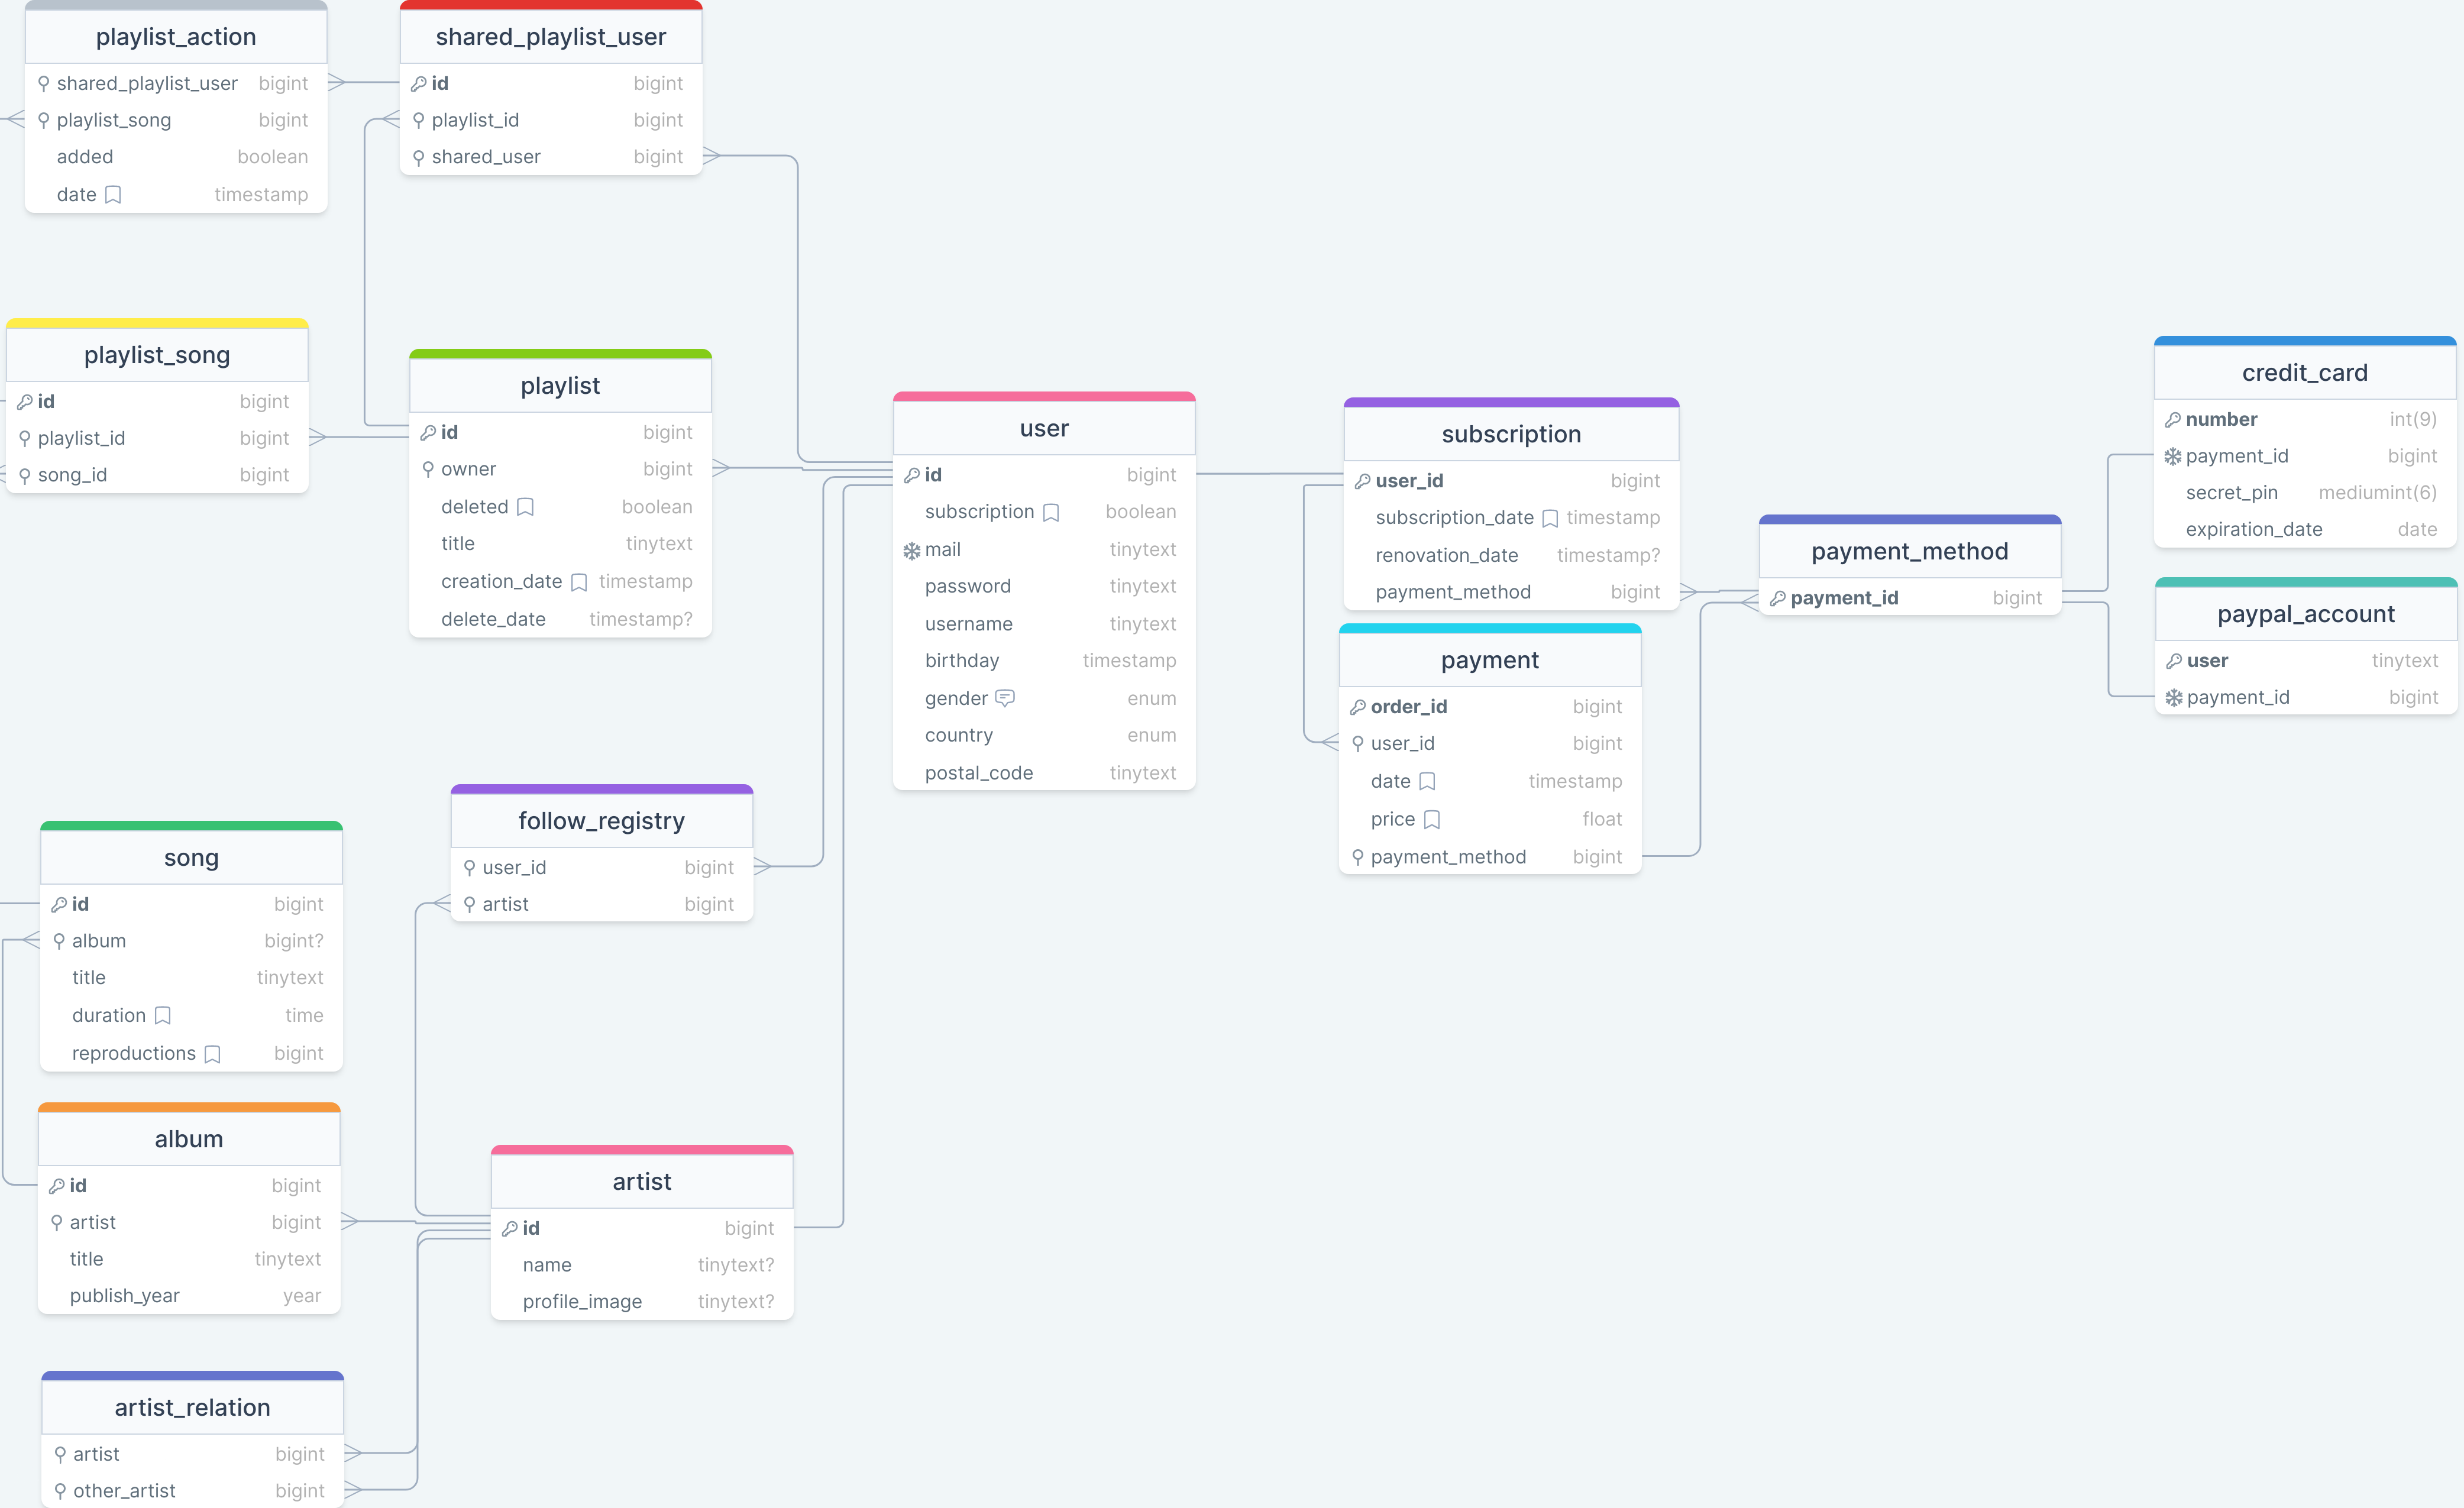 playlist_action
shared_playlist_user bigint
playlist_song bigint
added boolean
date timestamp
shared_playlist_user
id bigint
playlist_id bigint
shared_user bigint
playlist_song
id bigint
playlist_id bigint
song_id bigint
playlist
id bigint
owner bigint
deleted boolean
title tinytext
creation_date timestamp
delete_date timestamp?
user
id bigint
subscription boolean
mail tinytext
password tinytext
username tinytext
birthday timestamp
gender enum
country enum
postal_code tinytext
subscription
user_id bigint
subscription_date timestamp
renovation_date timestamp?
payment_method bigint
payment
order_id bigint
user_id bigint
date timestamp
price float
payment_method bigint
payment_method
payment_id bigint
credit_card
number int(9)
payment_id bigint
secret_pin mediumint(6)
expiration_date date
paypal_account
user tinytext
payment_id bigint
follow_registry
user_id bigint
artist bigint
song
id bigint
album bigint?
title tinytext
duration time
reproductions bigint
album
id bigint
artist bigint
title tinytext
publish_year year
artist
id bigint
name tinytext?
profile_image tinytext?
artist_relation
artist bigint
other_artist bigint